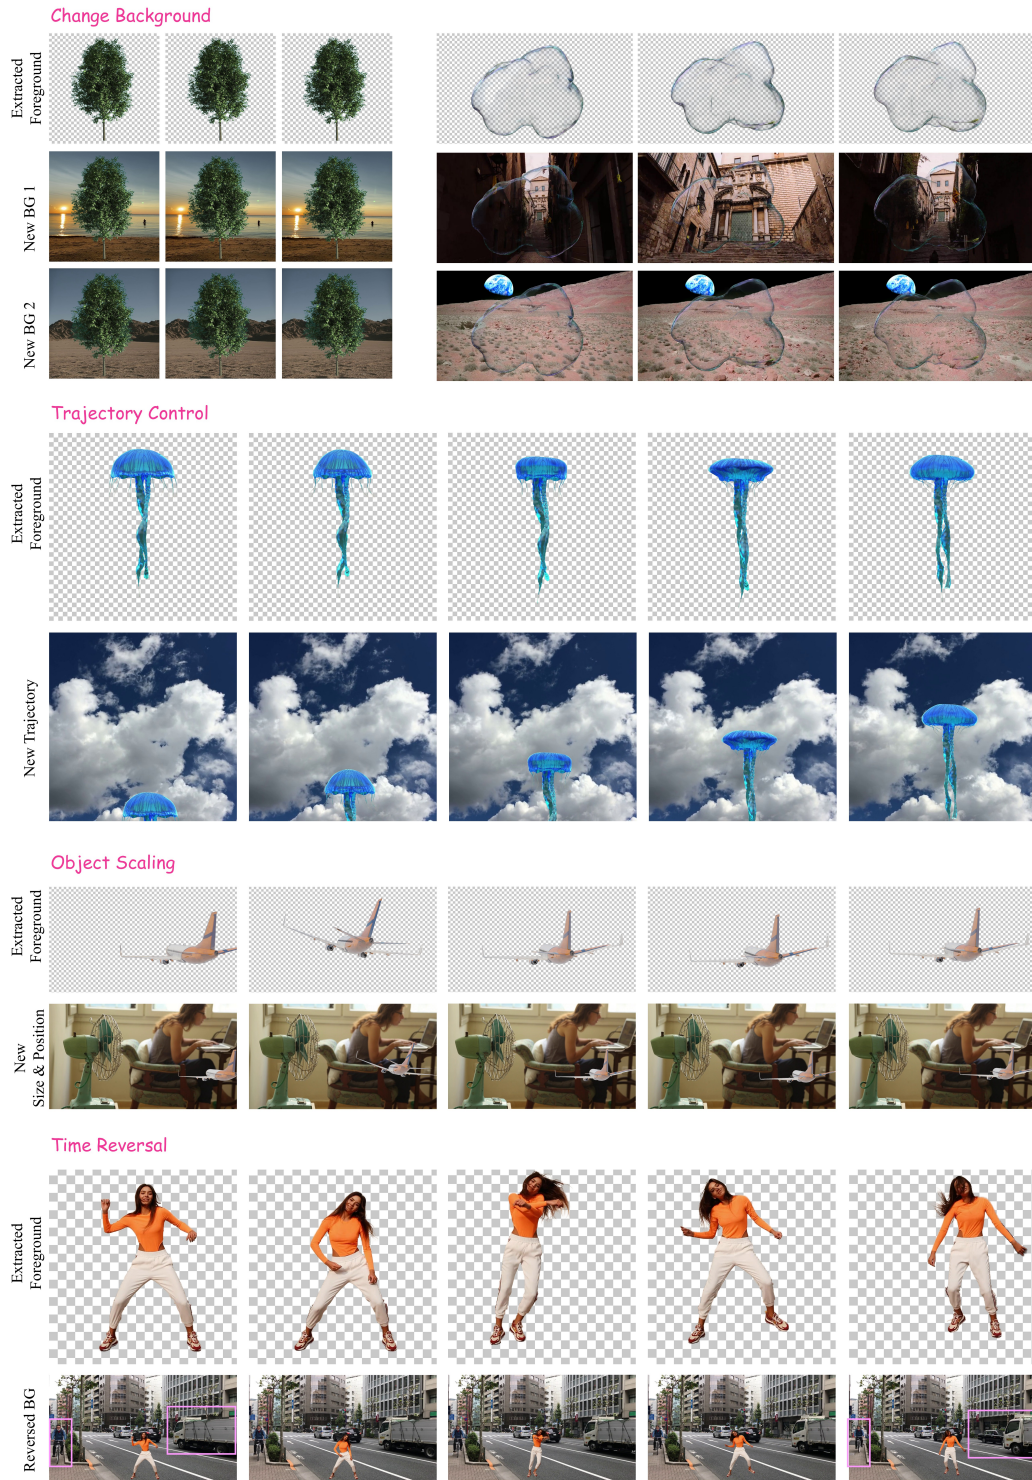 Change Background
Extracted
Foreground
New BG 1
New BG 2
Trajectory Control
Extracted
Foreground
New Trajectory
Object Scaling
Extracted
Foreground
New
Size & Position
Time Reversal
Extracted
Foreground
Reversed BG